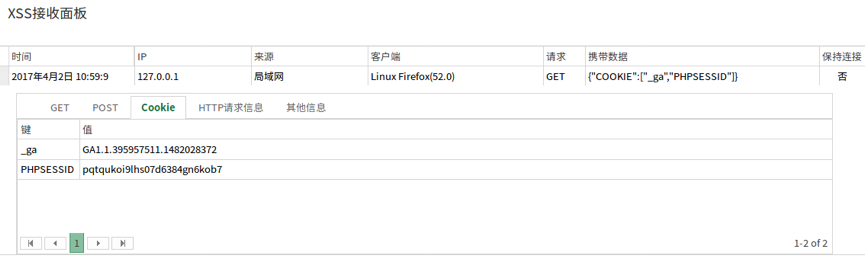 XSS接收面板
时间 IP 来源 客户端 请求 携带数据 保持连接
2017年4月2日 10:59:9 127.0.0.1 局域网 Linux Firefox(52.0) GET {"COOKIE":["_ga","PHPSESSID"]} 否
GET POST Cookie HTTP请求信息 其他信息
键 值
_ga GA1.1.395957511.1482028372
PHPSESSID pqtqukoi9lhs07d6384gn6kob7
1 1-2 of 2